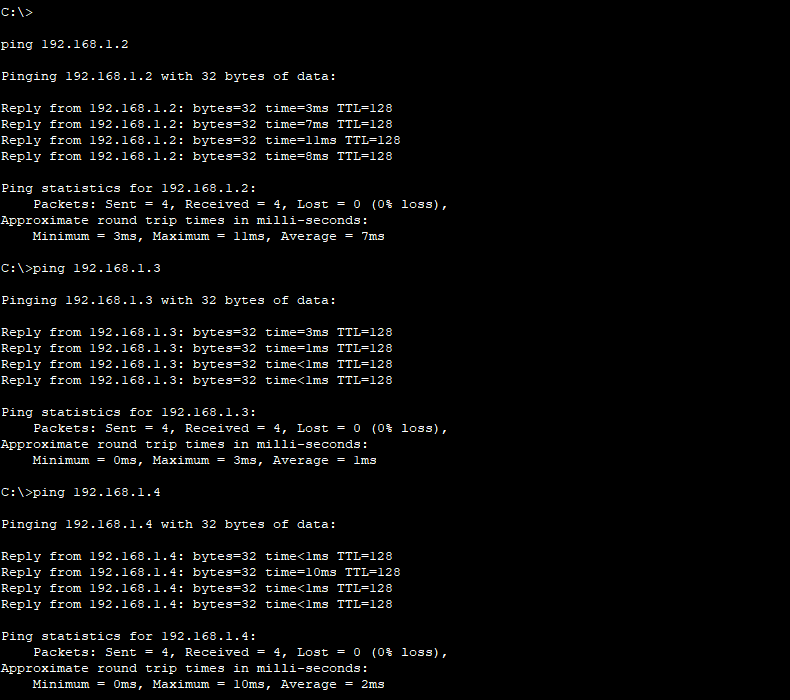 C:\>
ping 192.168.1.2
Pinging 192.168.1.2 with 32 bytes of data:
Reply from 192.168.1.2: bytes=32 time=3ms TTL=128
Reply from 192.168.1.2: bytes=32 time=7ms TTL=128
Reply from 192.168.1.2: bytes=32 time=11ms TTL=128
Reply from 192.168.1.2: bytes=32 time=8ms TTL=128
Ping statistics for 192.168.1.2:
    Packets: Sent = 4, Received = 4, Lost = 0 (0% loss),
Approximate round trip times in milli-seconds:
    Minimum = 3ms, Maximum = 11ms, Average = 7ms
C:\>ping 192.168.1.3
Pinging 192.168.1.3 with 32 bytes of data:
Reply from 192.168.1.3: bytes=32 time=3ms TTL=128
Reply from 192.168.1.3: bytes=32 time=1ms TTL=128
Reply from 192.168.1.3: bytes=32 time<1ms TTL=128
Reply from 192.168.1.3: bytes=32 time<1ms TTL=128
Ping statistics for 192.168.1.3:
    Packets: Sent = 4, Received = 4, Lost = 0 (0% loss),
Approximate round trip times in milli-seconds:
    Minimum = 0ms, Maximum = 3ms, Average = 1ms
C:\>ping 192.168.1.4
Pinging 192.168.1.4 with 32 bytes of data:
Reply from 192.168.1.4: bytes=32 time<1ms TTL=128
Reply from 192.168.1.4: bytes=32 time=10ms TTL=128
Reply from 192.168.1.4: bytes=32 time<1ms TTL=128
Reply from 192.168.1.4: bytes=32 time<1ms TTL=128
Ping statistics for 192.168.1.4:
    Packets: Sent = 4, Received = 4, Lost = 0 (0% loss),
Approximate round trip times in milli-seconds:
    Minimum = 0ms, Maximum = 10ms, Average = 2ms